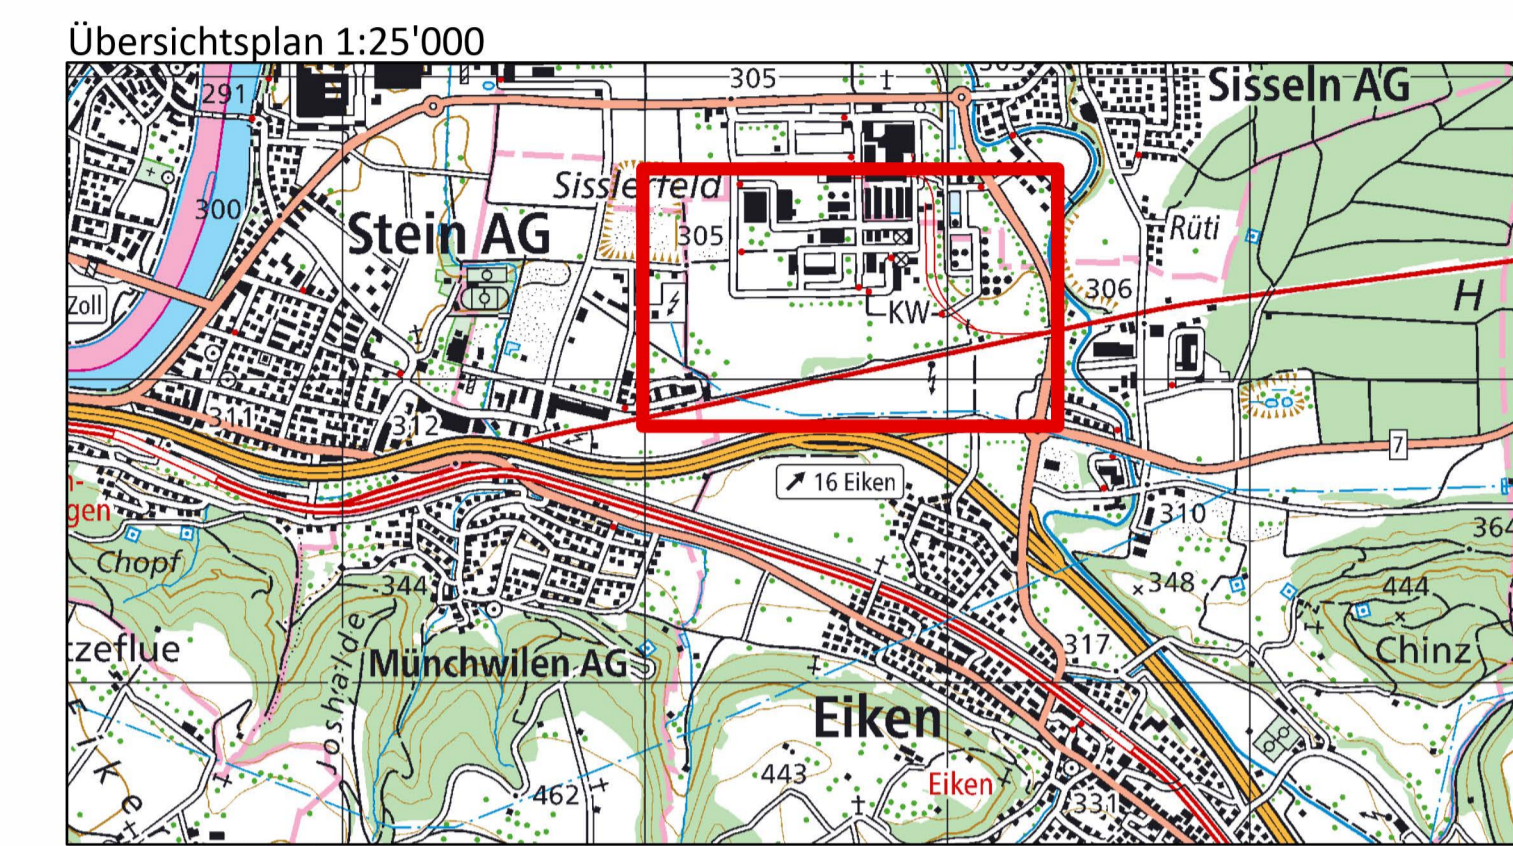 Übersichtsplan 1:25'000
291
305
Sisseln AG
300
Sisslerfeld
Stein AG
305
Rüti
Zoll
306
H
KW
311
312
7
16 Eiken
gen
310
364
Chopf
344
348
444
317
tzeflue
Münchwilen AG
Chinz
Eiken
443
Eiken
462
331